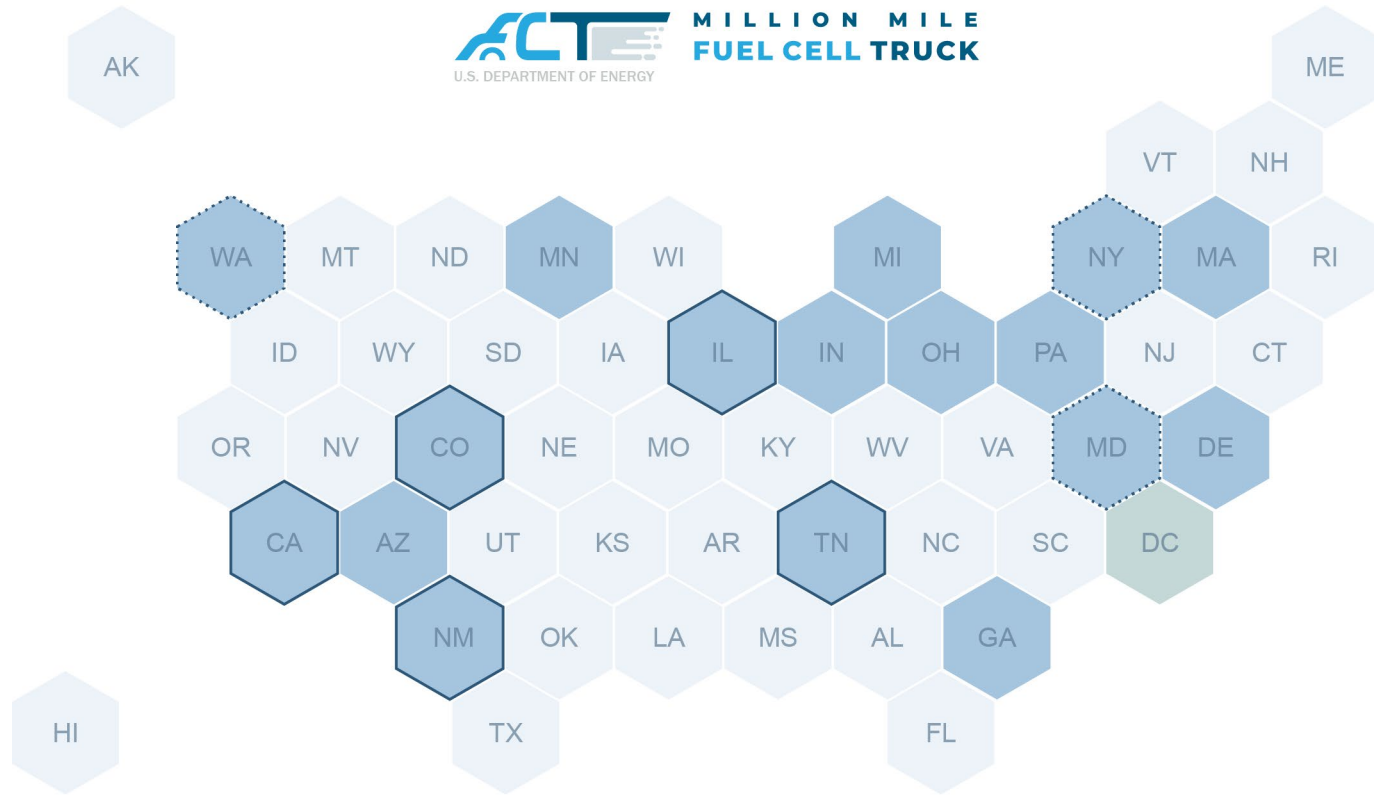 MILLION MILE
FCT FUEL CELL TRUCK
U.S. DEPARTMENT OF ENERGY
AK
ME
VT NH
WA MT ND MN WI MI NY MA RI
ID WY SD IA IL IN OH PA NJ CT
OR NV CO NE MO KY WV VA MD DE
CA AZ UT KS AR TN NC SC DC
NM OK LA MS AL GA
HI TX FL